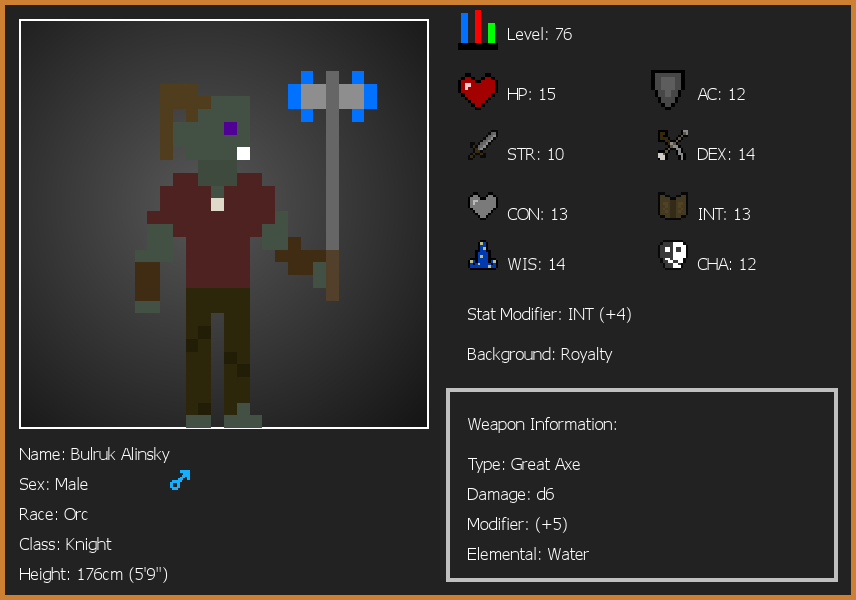 Level: 76
HP: 15
AC: 12
STR: 10
DEX: 14
CON: 13
INT: 13
WIS: 14
CHA: 12
Stat Modifier: INT (+4)
Background: Royalty
Weapon Information:
Type: Great Axe
Damage: d6
Modifier: (+5)
Elemental: Water
Name: Bulruk Alinsky
Sex: Male
Race: Orc
Class: Knight
Height: 176cm (5'9")